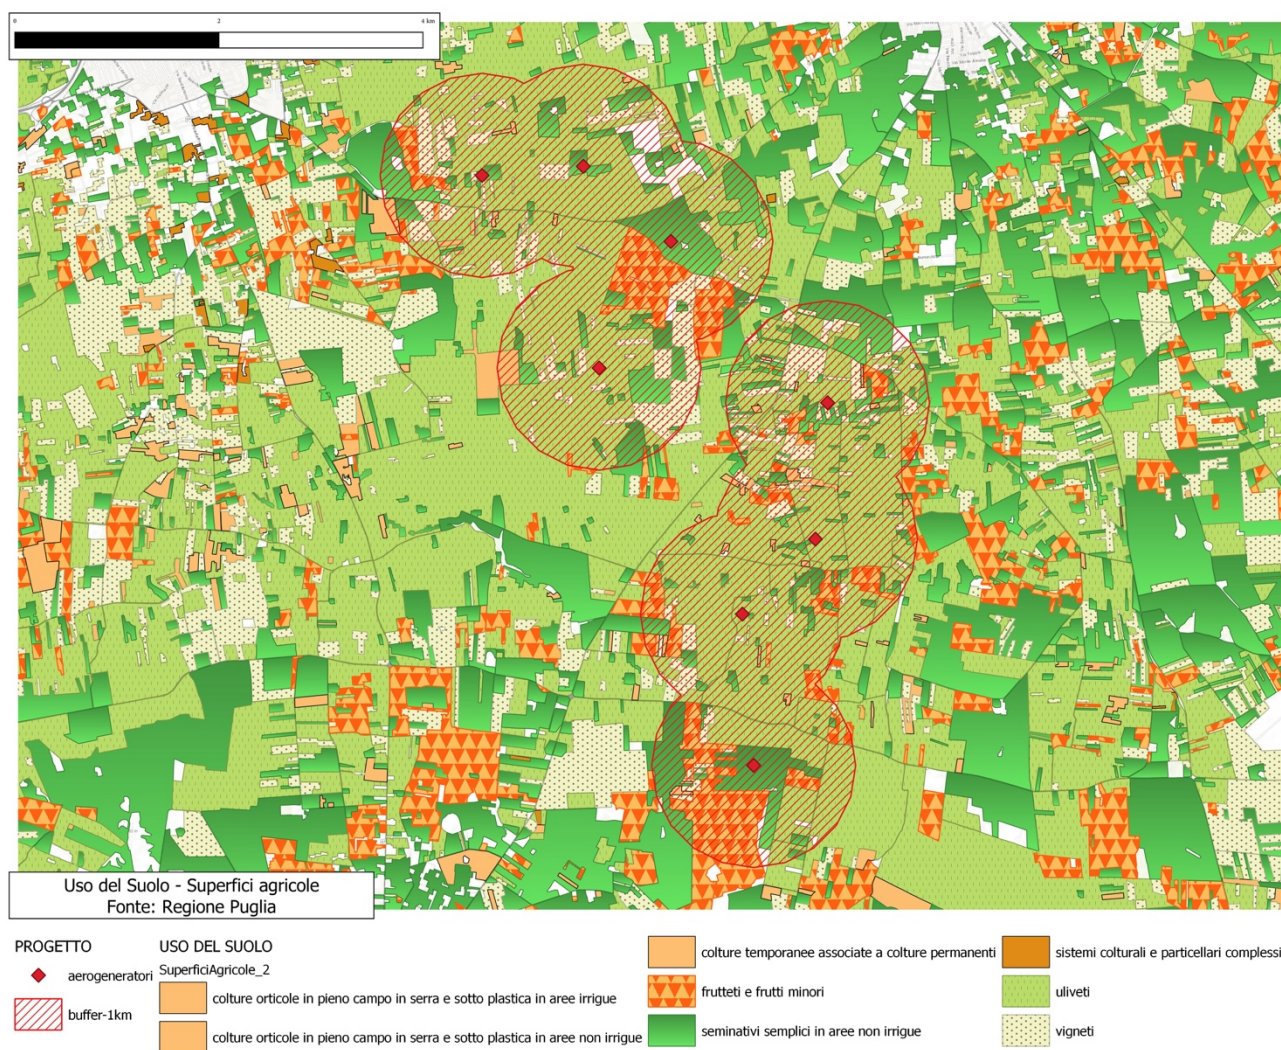 0 2 4 km
Uso del Suolo - Superfici agricole
Fonte: Regione Puglia
PROGETTO
aerogeneratori
buffer-1km
USO DEL SUOLO
SuperficiAgricole_2
colture orticole in pieno campo in serra e sotto plastica in aree irrigue
colture orticole in pieno campo in serra e sotto plastica in aree non irrigue
colture temporanee associate a colture permanenti
frutteti e frutti minori
seminativi semplici in aree non irrigue
sistemi colturali e particellari complessi
uliveti
vigneti